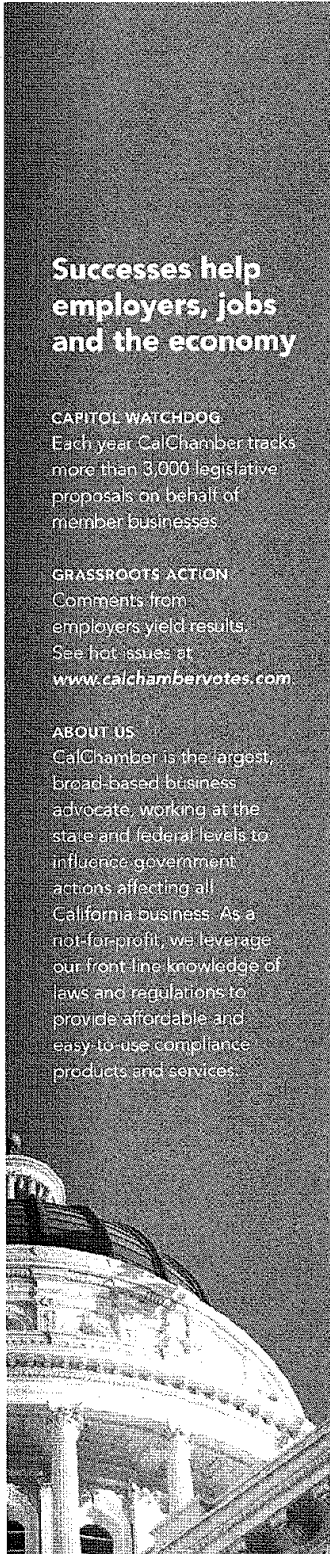 Successes help
employers, jobs
and the economy
CAPITOL WATCHDOG
Each year CalChamber tracks
more than 3,000 legislative
proposals on behalf of
member businesses.
GRASSROOTS ACTION
Comments from
employers yield results.
See hot issues at
www.calchambervotes.com.
ABOUT US
CalChamber is the largest,
broad-based business
advocate, working at the
state and federal levels to
influence government
actions affecting all
California business. As a
not-for-profit, we leverage
our front-line knowledge of
laws and regulations to
provide affordable and
easy-to-use compliance
products and services.